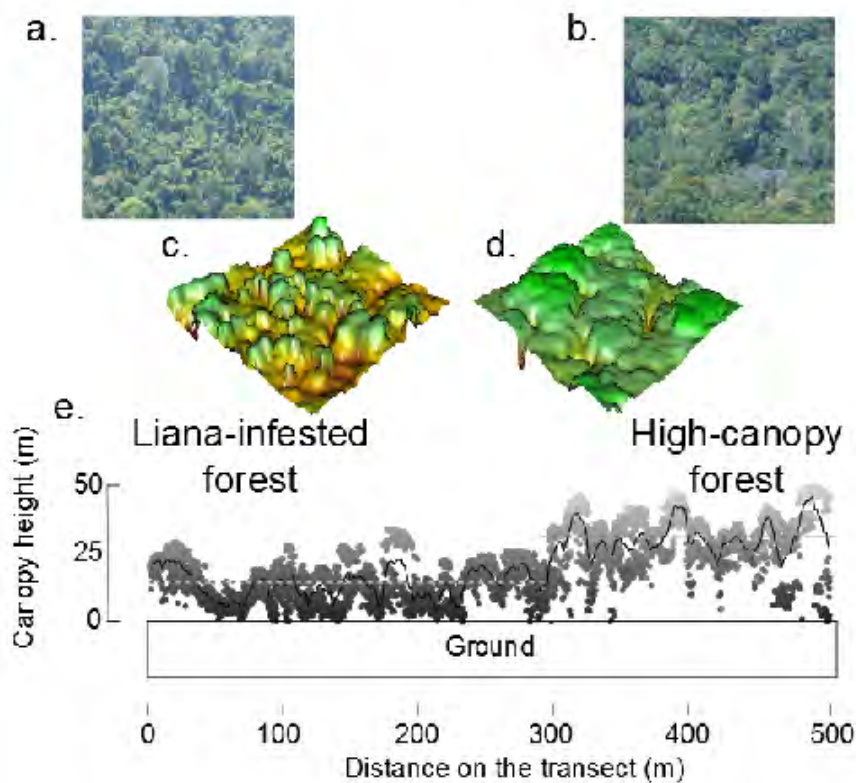 a.
b.
c.
d.
e.
Liana-infested
forest
High-canopy
forest
Canopy height (m)
50
25
0
Ground
0
100
200
300
400
500
Distance on the transect (m)